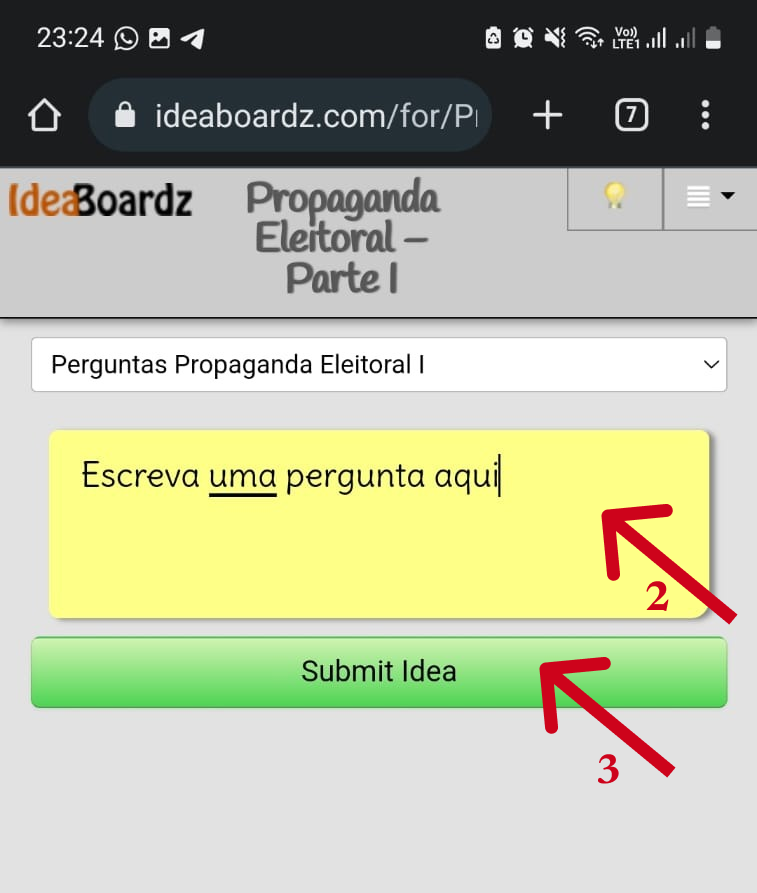 23:24
Vo))
LTE1
ideaboardz.com/for/P
7
IdeaBoardz
Propaganda
Eleitoral –
Parte I
Perguntas Propaganda Eleitoral I
Escreva uma pergunta aqui
2
Submit Idea
3